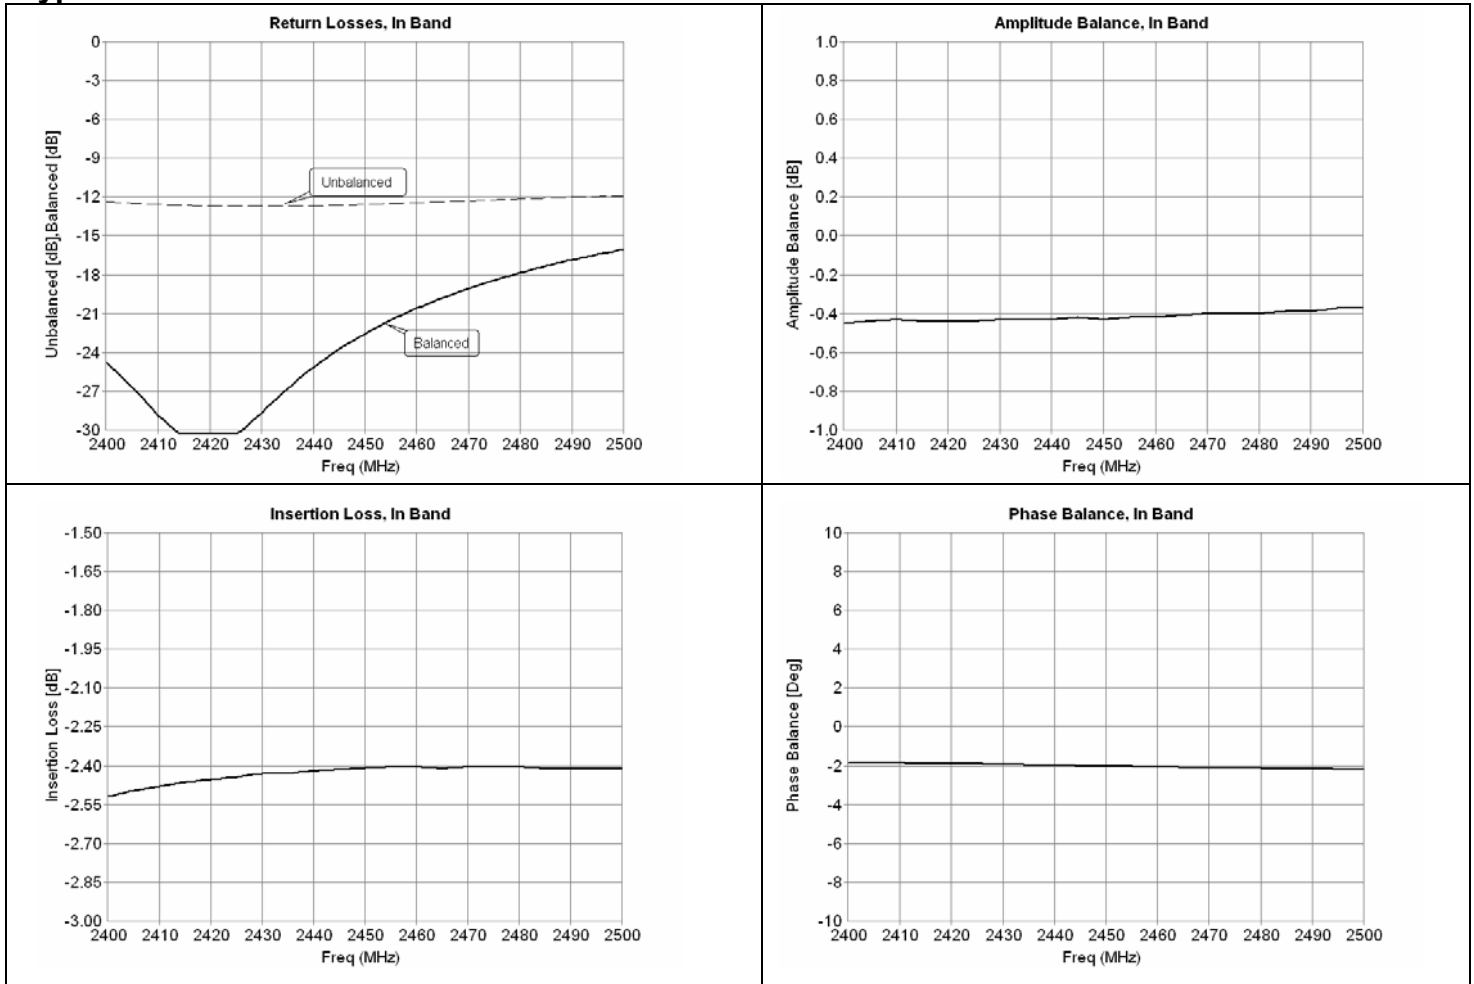 Return Losses, In Band
Unbalanced [dB],Balanced [dB]
0
-3
-6
-9
-12
-15
-18
-21
-24
-27
-30
Unbalanced
Balanced
2400 2410 2420 2430 2440 2450 2460 2470 2480 2490 2500
Freq (MHz)
Amplitude Balance, In Band
Amplitude Balance [dB]
1.0
0.8
0.6
0.4
0.2
0.0
-0.2
-0.4
-0.6
-0.8
-1.0
2400 2410 2420 2430 2440 2450 2460 2470 2480 2490 2500
Freq (MHz)
Insertion Loss, In Band
Insertion Loss [dB]
-1.50
-1.65
-1.80
-1.95
-2.10
-2.25
-2.40
-2.55
-2.70
-2.85
-3.00
2400 2410 2420 2430 2440 2450 2460 2470 2480 2490 2500
Freq (MHz)
Phase Balance, In Band
Phase Balance [Deg]
10
8
6
4
2
0
-2
-4
-6
-8
-10
2400 2410 2420 2430 2440 2450 2460 2470 2480 2490 2500
Freq (MHz)